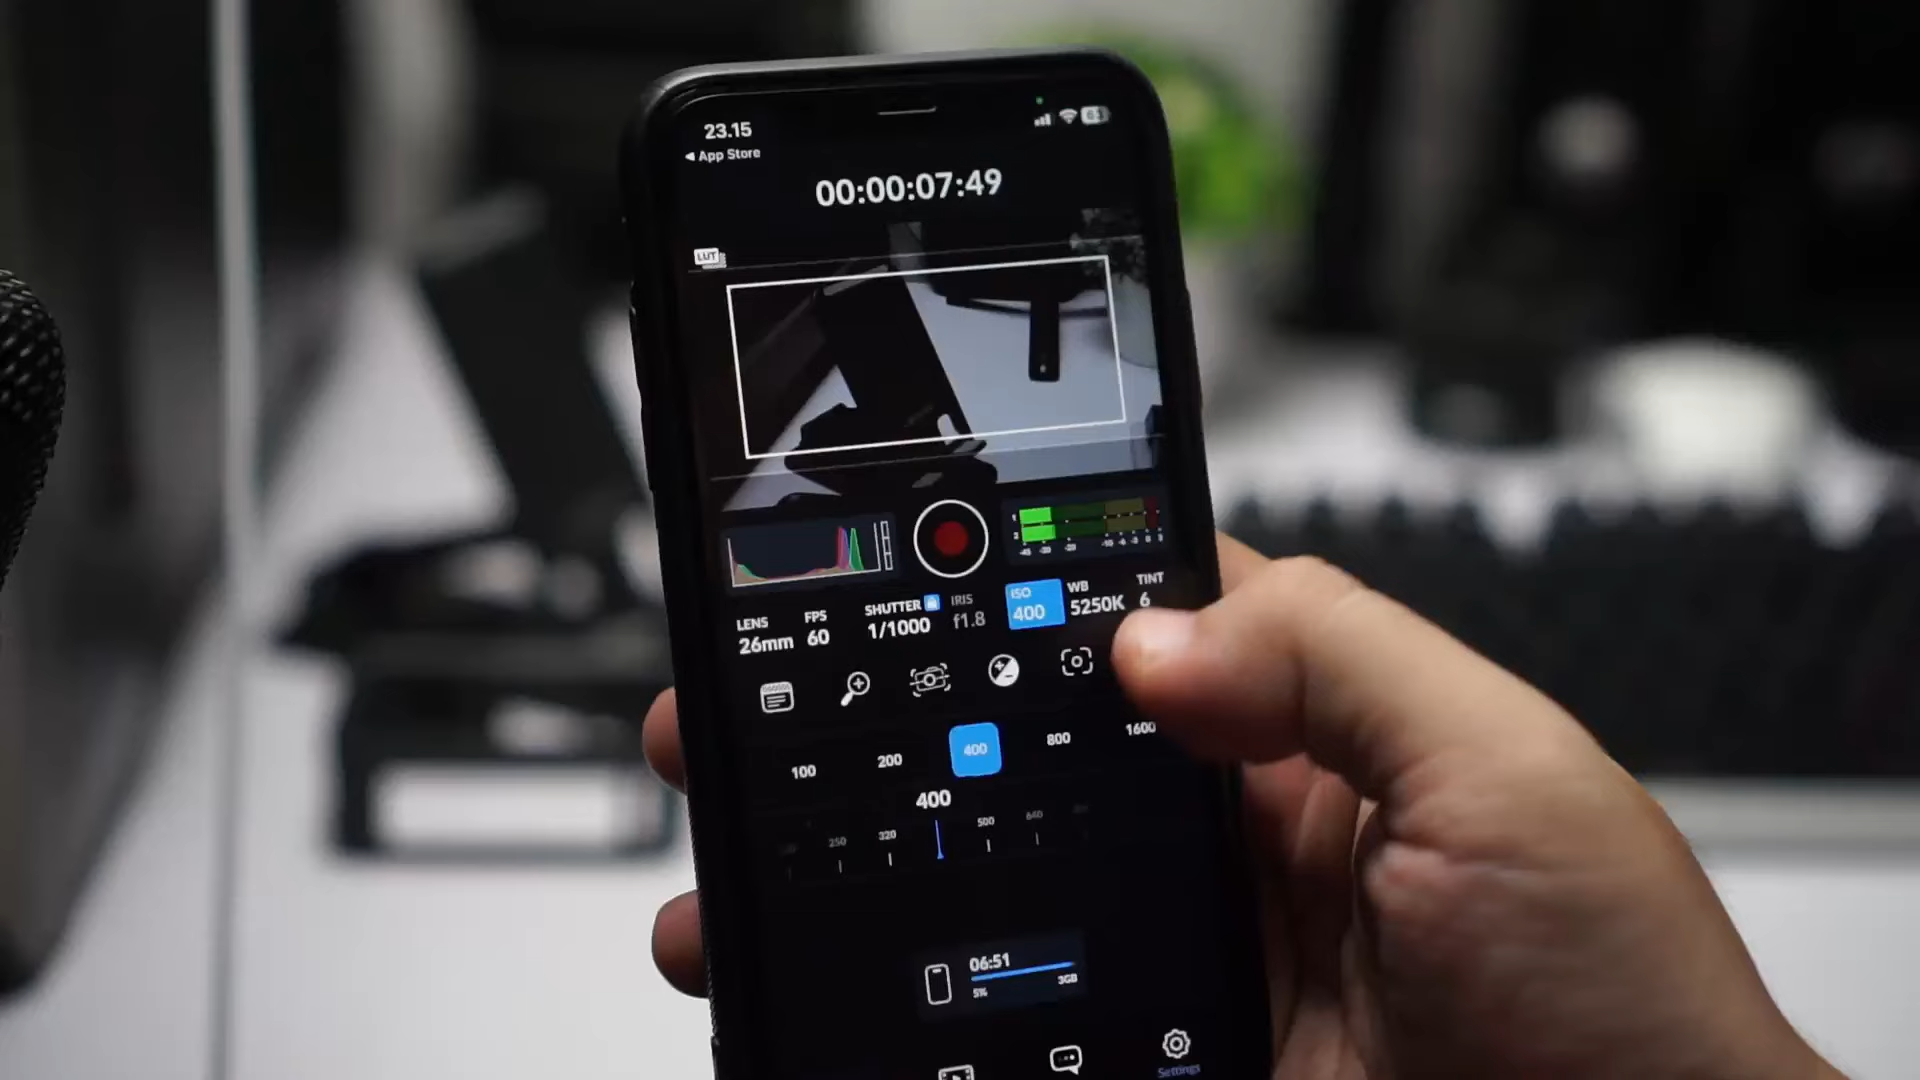 23.15
App Store
00:00:07:49
LUT
LENS FPS SHUTTER IRIS ISO WB TINT
26mm 60 1/1000 f1.8 400 5250K 6
100 200 400 800 1600
400
250 320 500 640
06:51
5% 3GB
Settings